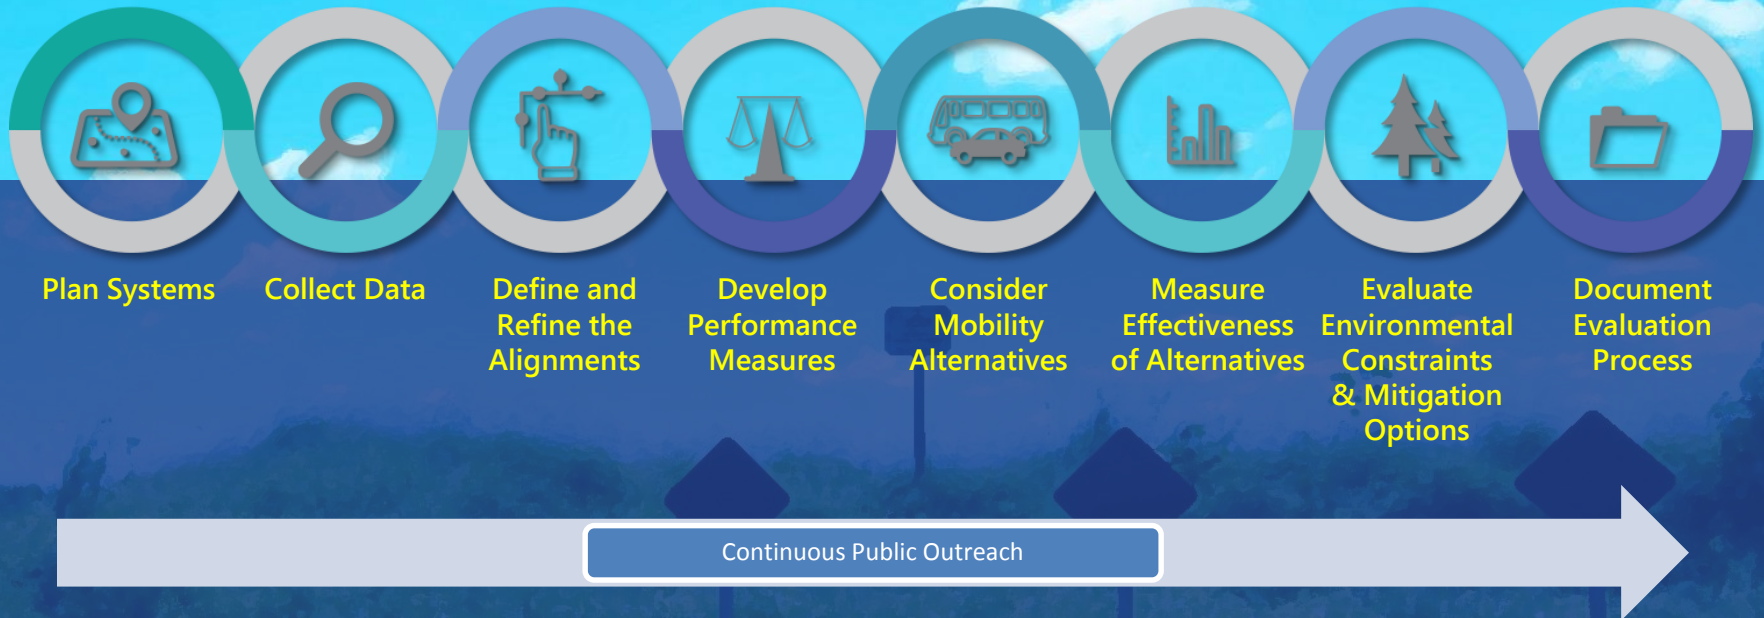 Plan Systems
Collect Data
Define and
Refine the
Alignments
Develop
Performance
Measures
Consider
Mobility
Alternatives
Measure
Effectiveness
of Alternatives
Evaluate
Environmental
Constraints
& Mitigation
Options
Document
Evaluation
Process
Continuous Public Outreach